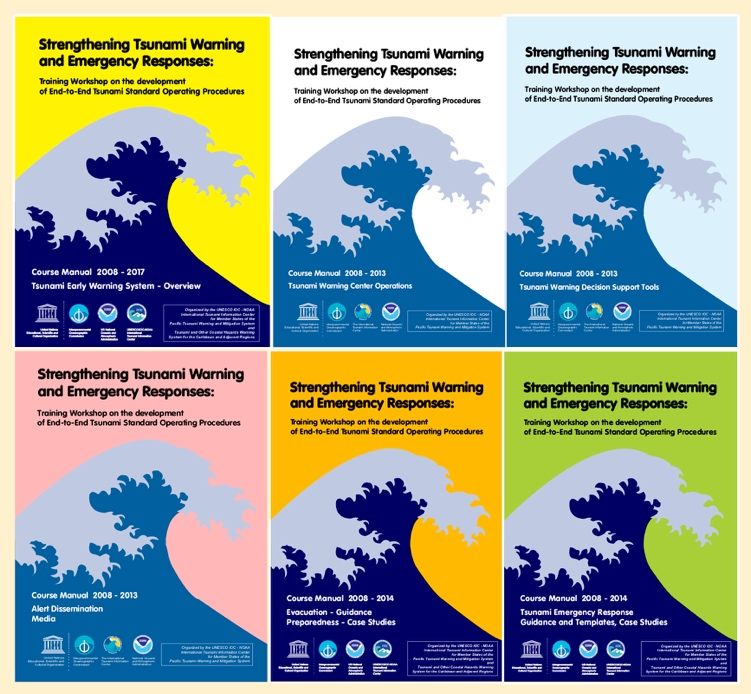 Strengthening Tsunami Warning
and Emergency Responses:
Training Workshop on the development
of End-to-End Tsunami Standard Operating Procedures
Course Manual 2008 - 2017
Tsunami Early Warning System - Overview
Organized by the UNESCO IOC - NOAA
International Tsunami Information Center
for Member States of the
Pacific Tsunami Warning and Mitigation System
and
Tsunami and Other Coastal Hazards Warning
System for the Caribbean and Adjacent Regions
Strengthening Tsunami Warning
and Emergency Responses:
Training Workshop on the development
of End-to-End Tsunami Standard Operating Procedures
Course Manual 2008 - 2013
Tsunami Warning Center Operations
Organized by the UNESCO IOC - NOAA
International Tsunami Information Center
for Member States of the
Pacific Tsunami Warning and Mitigation System
Strengthening Tsunami Warning
and Emergency Responses:
Training Workshop on the development
of End-to-End Tsunami Standard Operating Procedures
Course Manual 2008 - 2013
Tsunami Warning Decision Support Tools
Organized by the UNESCO IOC - NOAA
International Tsunami Information Center
for Member States of the
Pacific Tsunami Warning and Mitigation System
Strengthening Tsunami Warning
and Emergency Responses:
Training Workshop on the development
of End-to-End Tsunami Standard Operating Procedures
Course Manual 2008 - 2013
Alert Dissemination
Media
Organized by the UNESCO IOC - NOAA
International Tsunami Information Center
for Member States of the
Pacific Tsunami Warning and Mitigation System
Strengthening Tsunami Warning
and Emergency Responses:
Training Workshop on the development
of End-to-End Tsunami Standard Operating Procedures
Course Manual 2008 - 2014
Evacuation - Guidance
Preparedness - Case Studies
Organized by the UNESCO IOC - NOAA
International Tsunami Information Center
for Member States of the
Pacific Tsunami Warning and Mitigation System
and
Tsunami and Other Coastal Hazards Warning
System for the Caribbean and Adjacent Regions
Strengthening Tsunami Warning
and Emergency Responses:
Training Workshop on the development
of End-to-End Tsunami Standard Operating Procedures
Course Manual 2008 - 2014
Tsunami Emergency Response
Guidance and Templates, Case Studies
Organized by the UNESCO IOC - NOAA
International Tsunami Information Center
for Member States of the
Pacific Tsunami Warning and Mitigation System
and
Tsunami and Other Coastal Hazards Warning
System for the Caribbean and Adjacent Regions